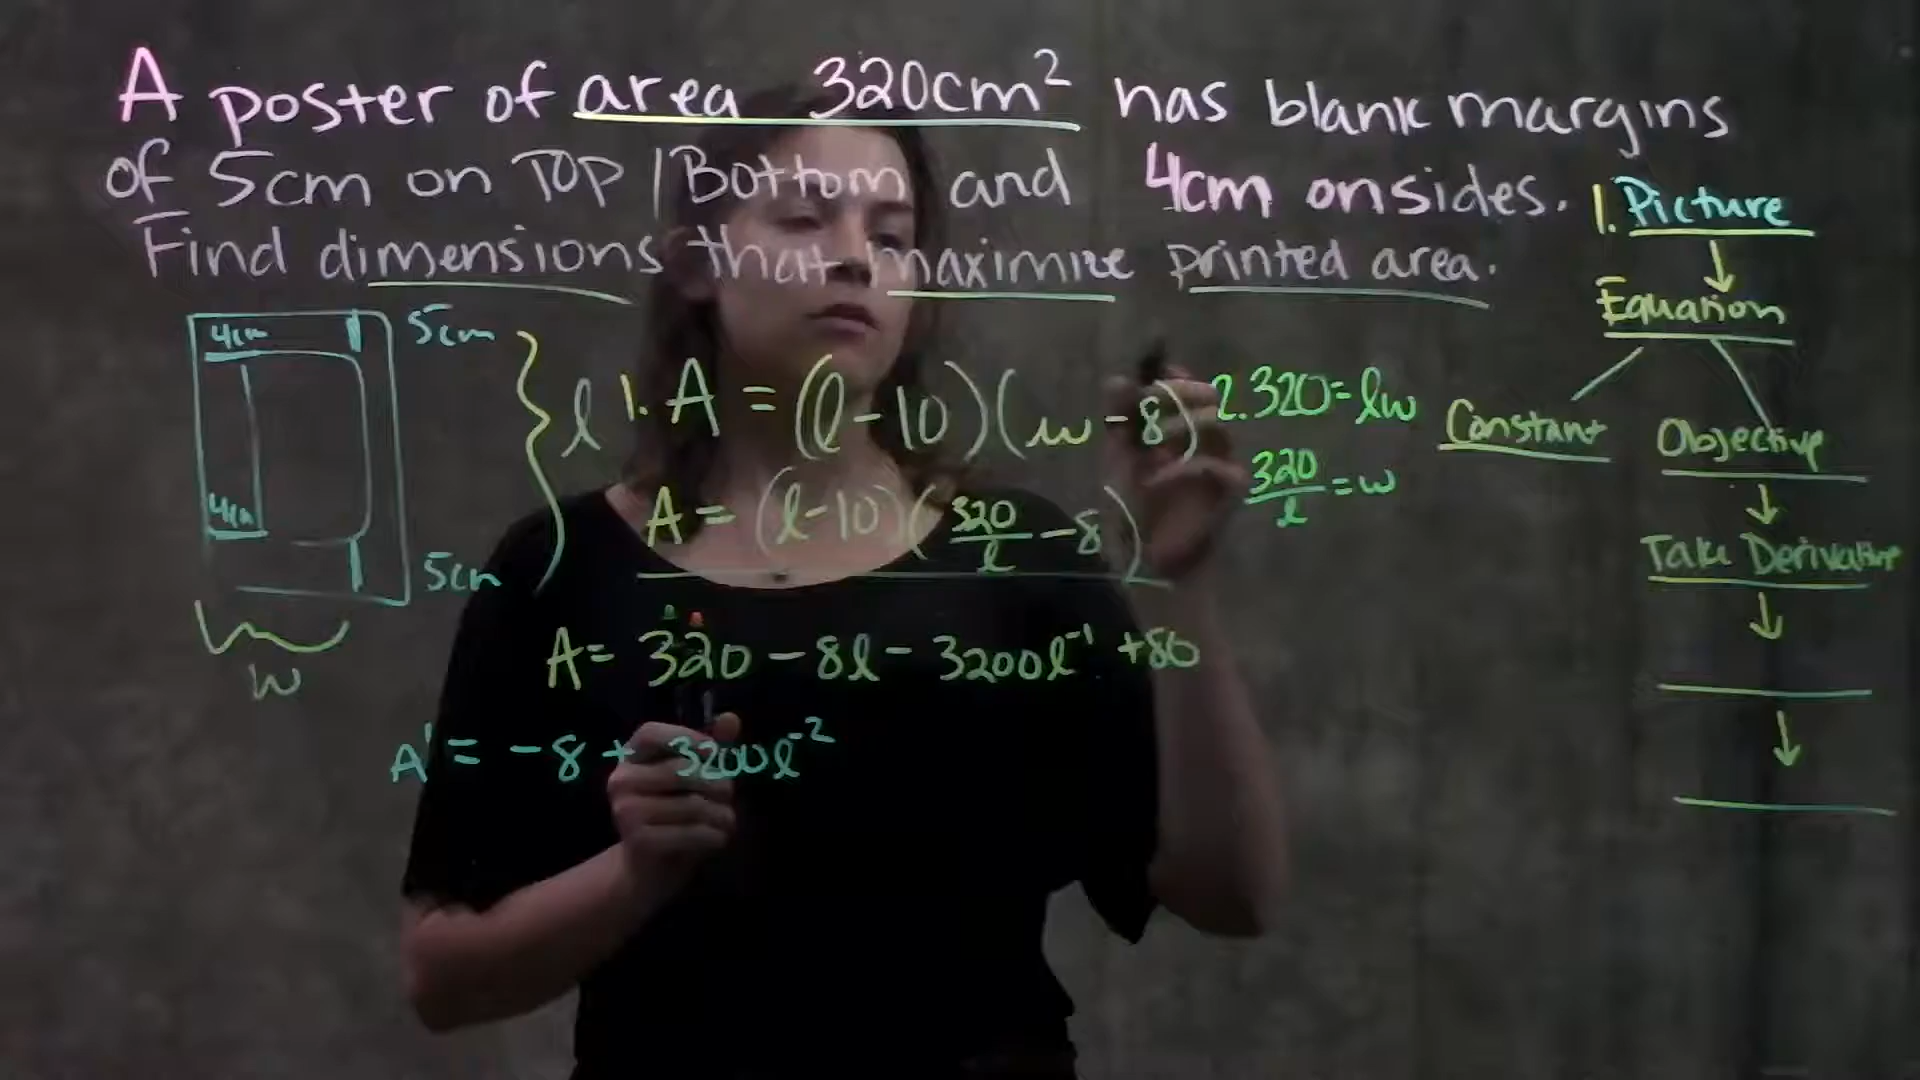 A poster of area 320cm² has blank margins
of 5cm on TOP | Bottom and 4cm on sides.
Find dimensions that maximize printed area.
1. Picture
Equation
Constant
Objective
Take Derivative
4cm
5cm
4cm
5cm
w
l
1. A = (l-10)(w-8)
2. 320=lw
320/l = w
A = (l-10)(320/l - 8)
A = 320 - 8l - 3200l⁻¹ + 80
A' = -8 + 3200l⁻²